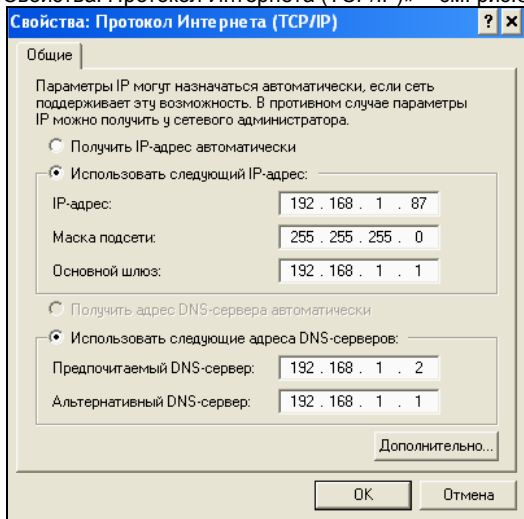 Свойства: Протокол Интернета (TCP/IP)
Общие
Параметры IP могут назначаться автоматически, если сеть
поддерживает эту возможность. В противном случае параметры
IP можно получить у сетевого администратора.
Получить IP-адрес автоматически
Использовать следующий IP-адрес:
IP-адрес: 192 . 168 . 1 . 87
Маска подсети: 255 . 255 . 255 . 0
Основной шлюз: 192 . 168 . 1 . 1
Получить адрес DNS-сервера автоматически
Использовать следующие адреса DNS-серверов:
Предпочитаемый DNS-сервер: 192 . 168 . 1 . 2
Альтернативный DNS-сервер: 192 . 168 . 1 . 1
Дополнительно...
OK Отмена